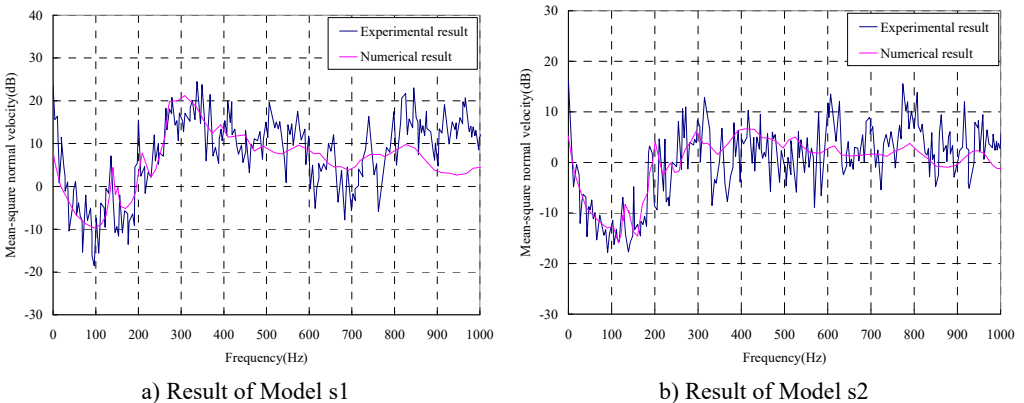 40
30
20
10
0
-10
-20
-30
0 100 200 300 400 500 600 700 800 900 1000
Mean-square normal velocity(dB)
Frequency(Hz)
Experimental result
Numerical result
a) Result of Model s1
30
20
10
0
-10
-20
-30
0 100 200 300 400 500 600 700 800 900 1000
Mean-square normal velocity(dB)
Frequency(Hz)
Experimental result
Numerical result
b) Result of Model s2